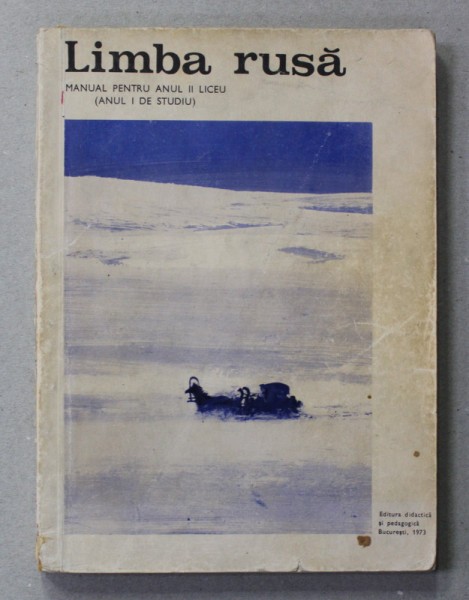 Limba rusă
MANUAL PENTRU ANUL II LICEU
(ANUL I DE STUDIU)
Editura didactică
și pedagogică
București, 1973